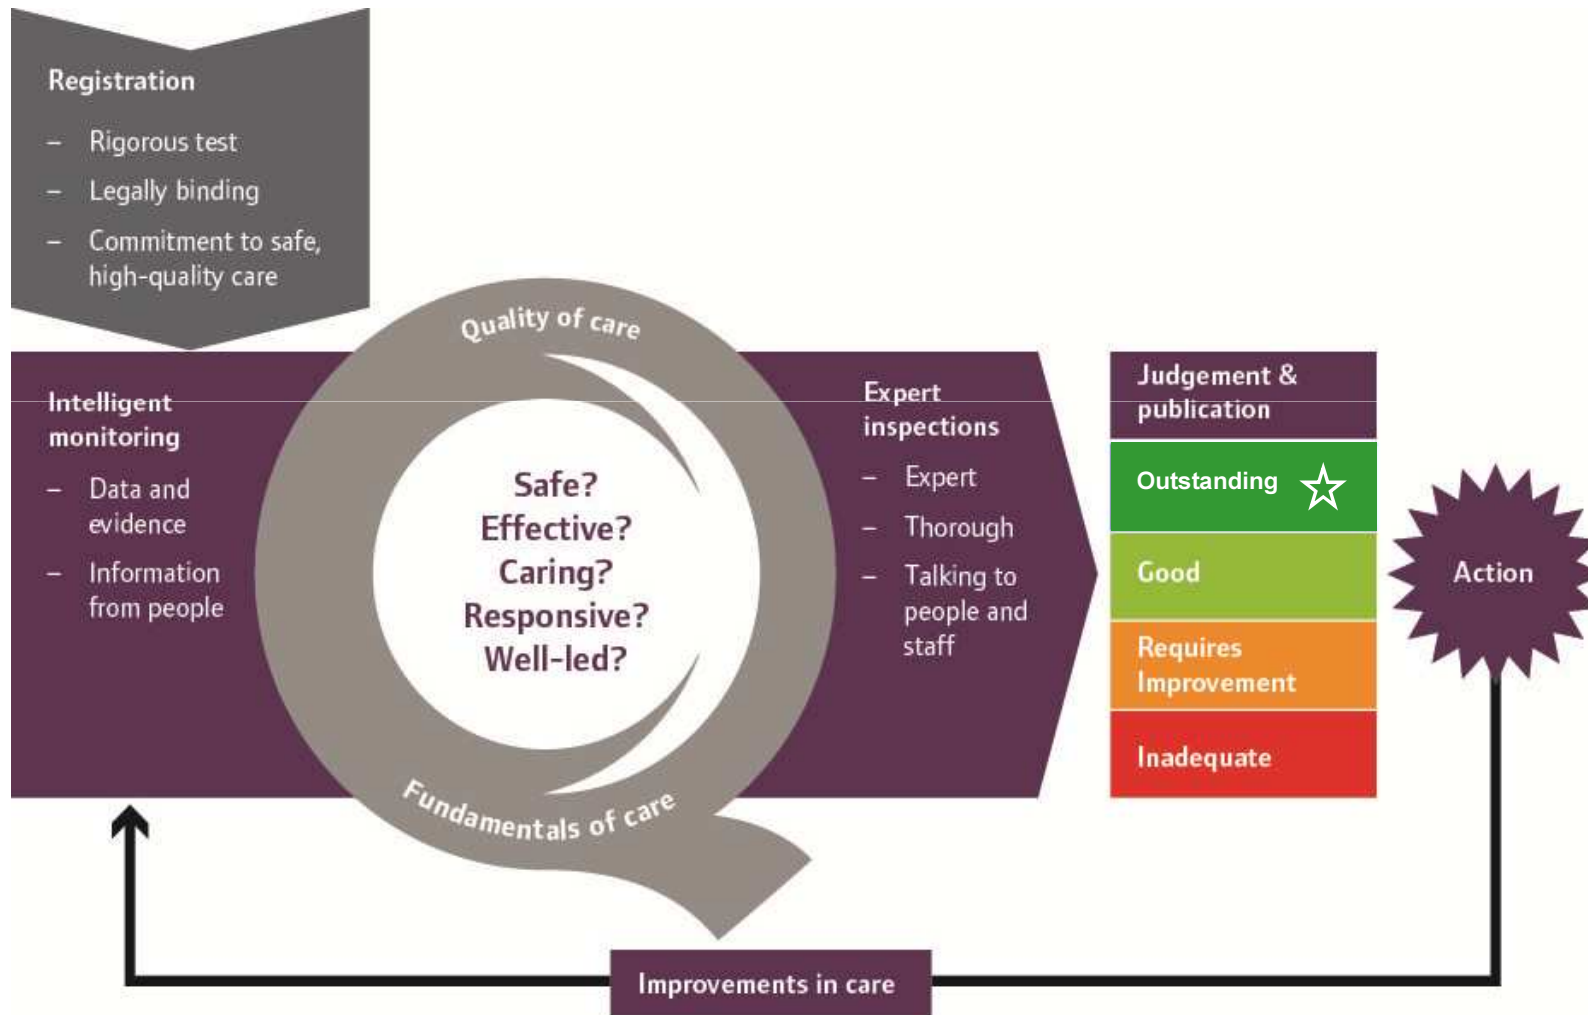 Registration
– Rigorous test
– Legally binding
– Commitment to safe,
high-quality care
Intelligent
monitoring
– Data and
evidence
– Information
from people
Quality of care
Safe?
Effective?
Caring?
Responsive?
Well-led?
Fundamentals of care
Expert
inspections
– Expert
– Thorough
– Talking to
people and
staff
Judgement &
publication
Outstanding
Good
Requires
Improvement
Inadequate
Action
Improvements in care